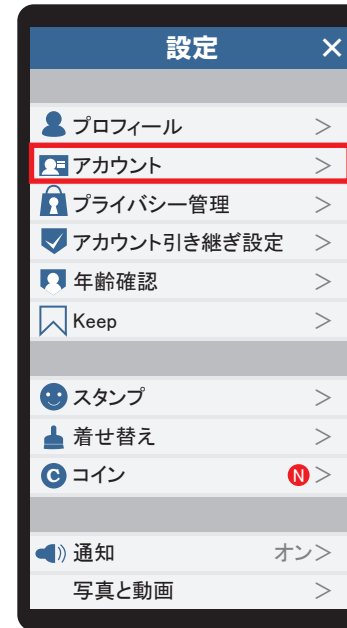 設定 ×
プロフィール >
アカウント >
プライバシー管理 >
アカウント引き継ぎ設定 >
年齢確認 >
Keep >
スタンプ >
着せ替え >
C コイン N >
通知 オン>
写真と動画 >